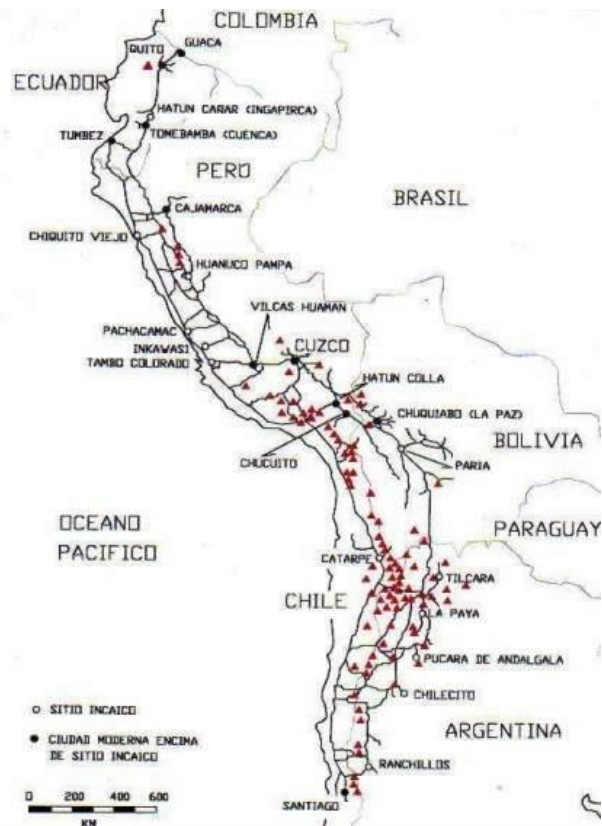 COLOMBIA
GUACA
QUITO
ECUADOR
HATUN CAÑAR (INGAPIRCA)
TUMBEZ
TOMEBAMBA (CUENCA)
PERÚ
BRASIL
CAJAMARCA
CHIQUITO VIEJO
HUANUCO PAMPA
VILCAS HUAMAN
PACHACAMAC
INKAWASI
CUZCO
TAMBO COLORADO
HATUN COLLA
CHUQUIABO (LA PAZ)
BOLIVIA
CHUCUITO
PARIA
OCEANO
PACIFICO
PARAGUAY
CATARPE
TILCARA
CHILE
LA PAYA
PUCARA DE ANDALGALA
CHILECITO
SITIO INCAICO
ARGENTINA
CIUDAD MODERNA ENCIMA
DE SITIO INCAICO
RANCHILLOS
0 200 400 600
KM
SANTIAGO